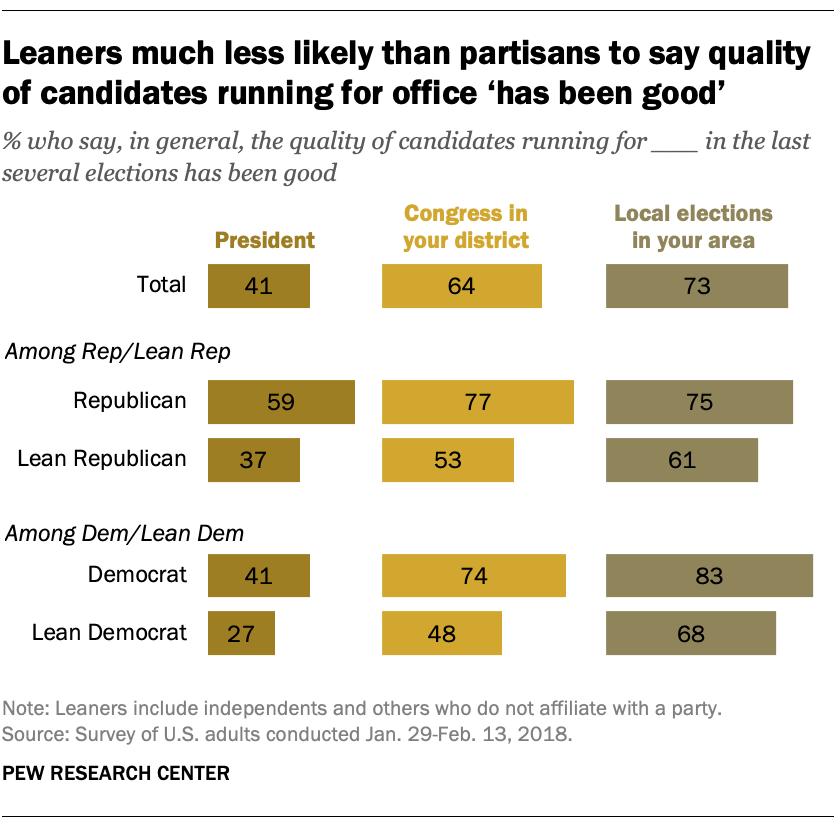 Leaners much less likely than partisans to say quality
of candidates running for office ‘has been good’
% who say, in general, the quality of candidates running for ___ in the last
several elections has been good
President
Congress in
your district
Local elections
in your area
Total 41 64 73
Among Rep/Lean Rep
Republican 59 77 75
Lean Republican 37 53 61
Among Dem/Lean Dem
Democrat 41 74 83
Lean Democrat 27 48 68
Note: Leaners include independents and others who do not affiliate with a party.
Source: Survey of U.S. adults conducted Jan. 29-Feb. 13, 2018.
PEW RESEARCH CENTER